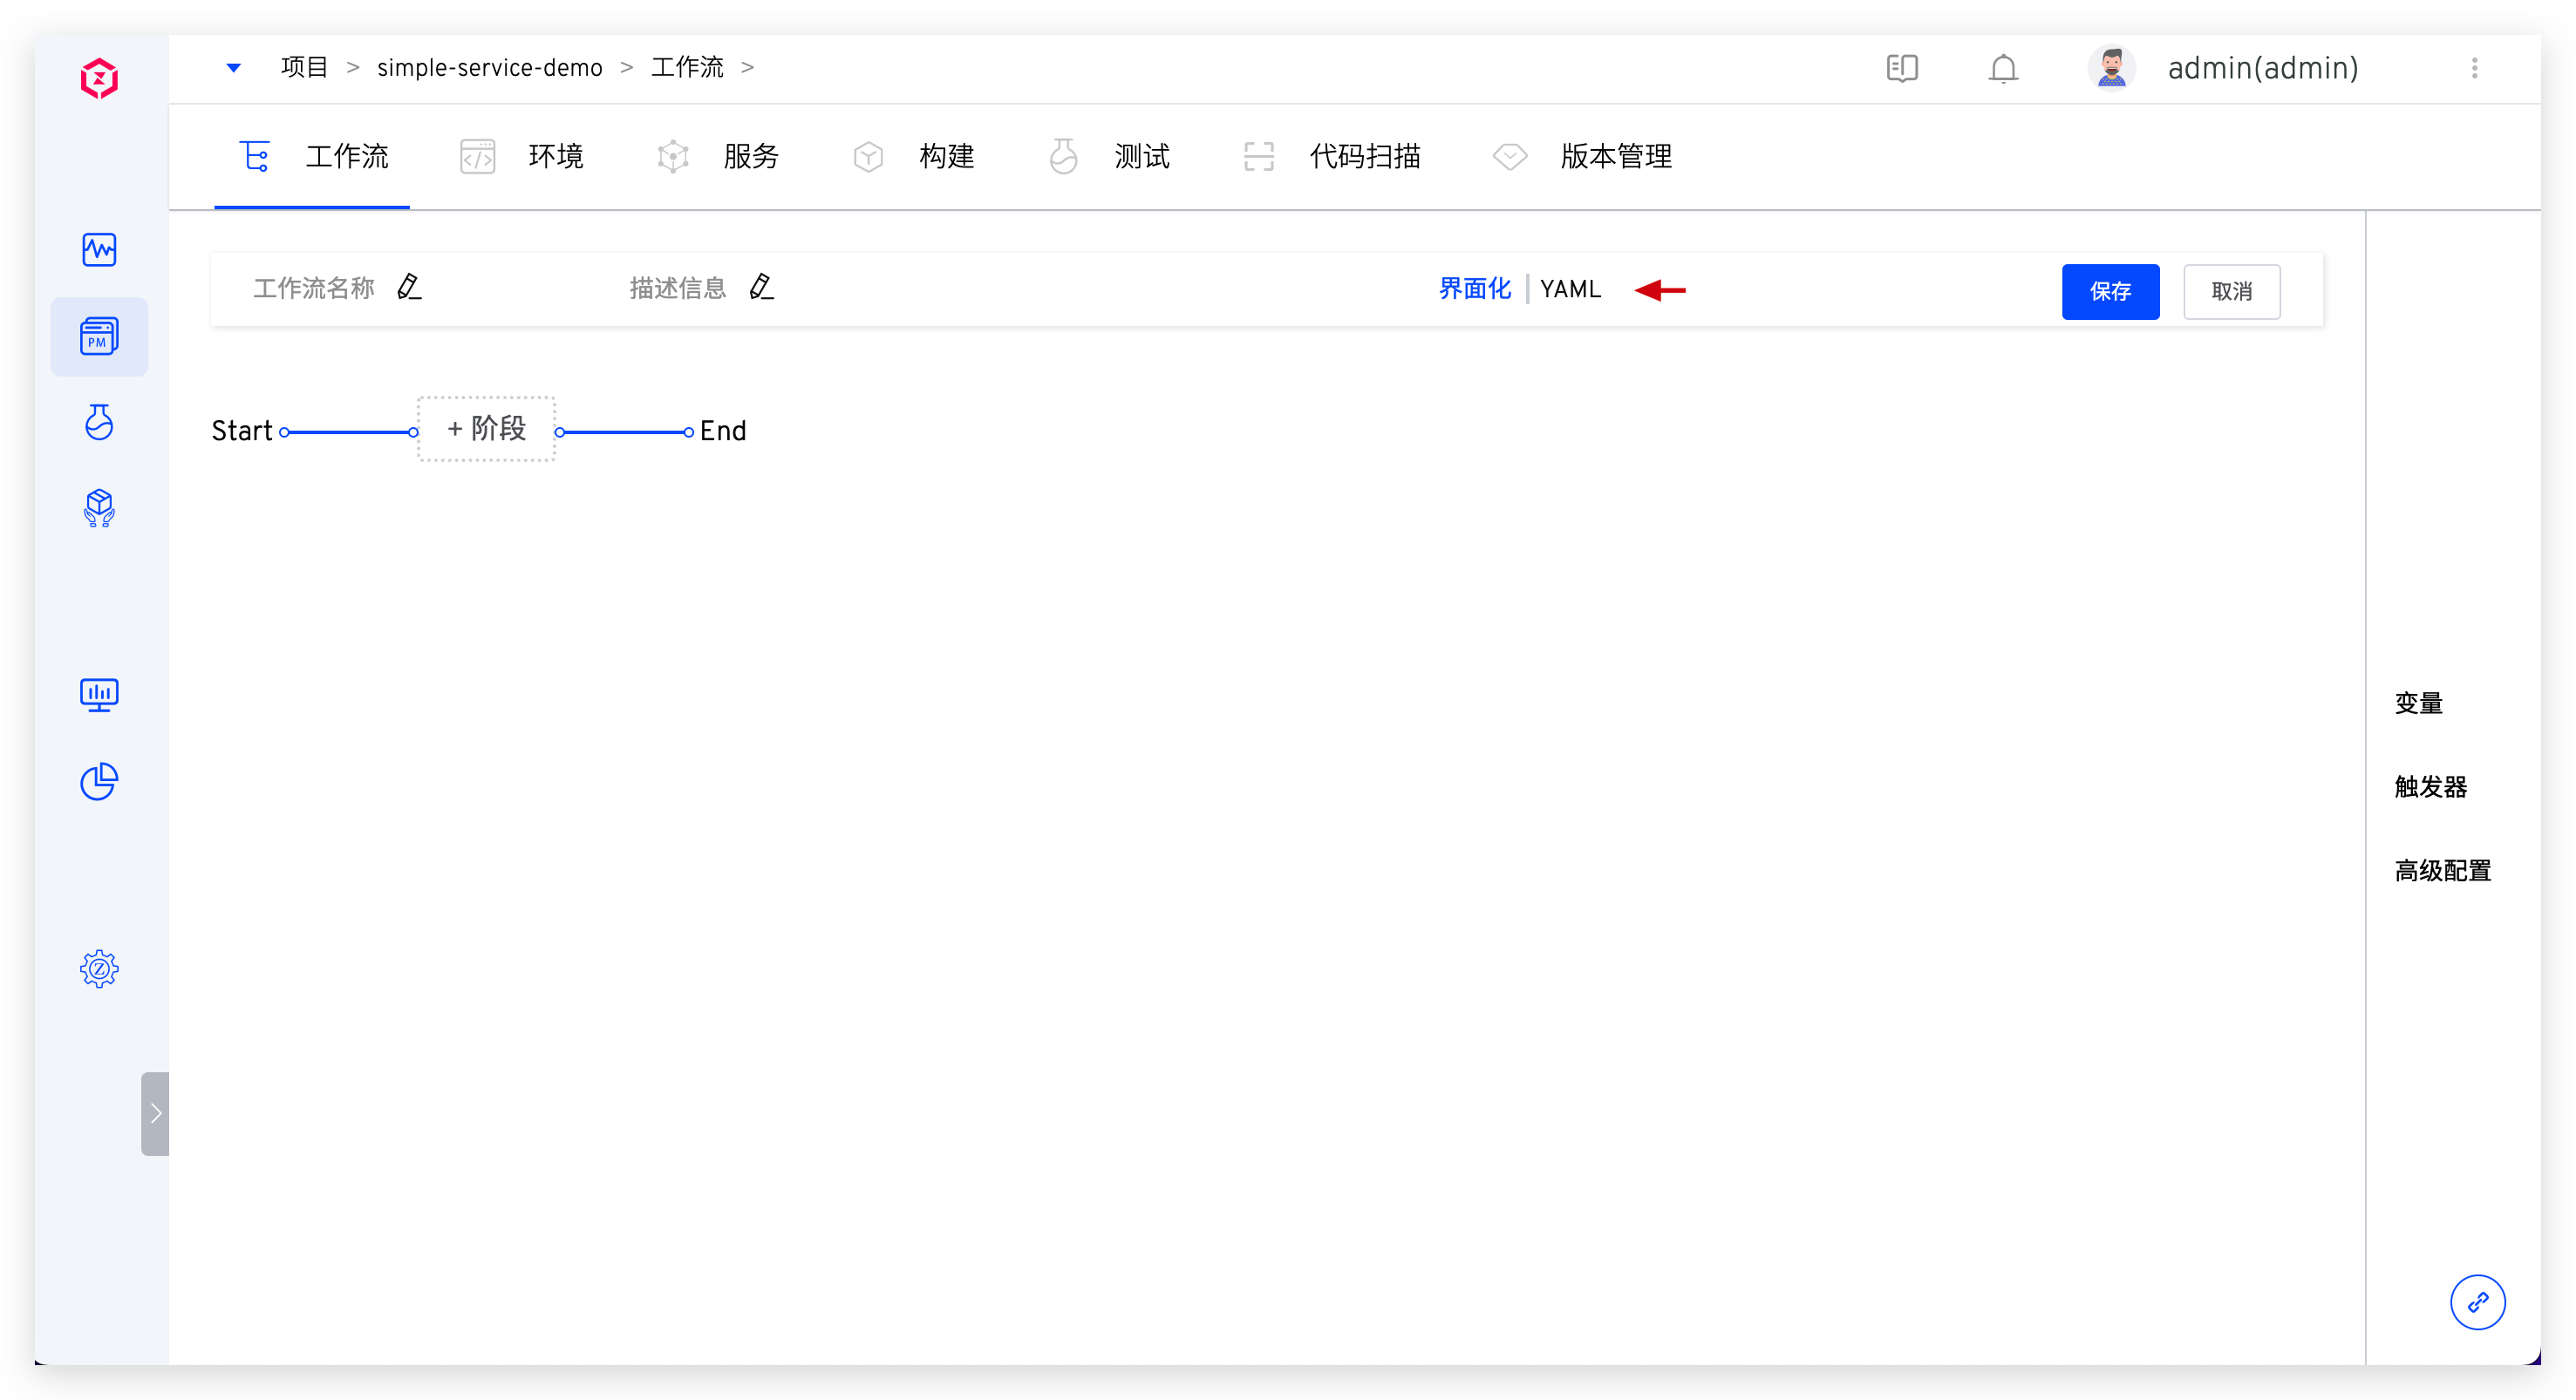 项目 > simple-service-demo > 工作流 >
admin(admin)
工作流 环境 服务 构建 测试 代码扫描 版本管理
工作流名称 描述信息 界面化 | YAML 保存 取消
PM
Start + 阶段 End
变量
触发器
高级配置